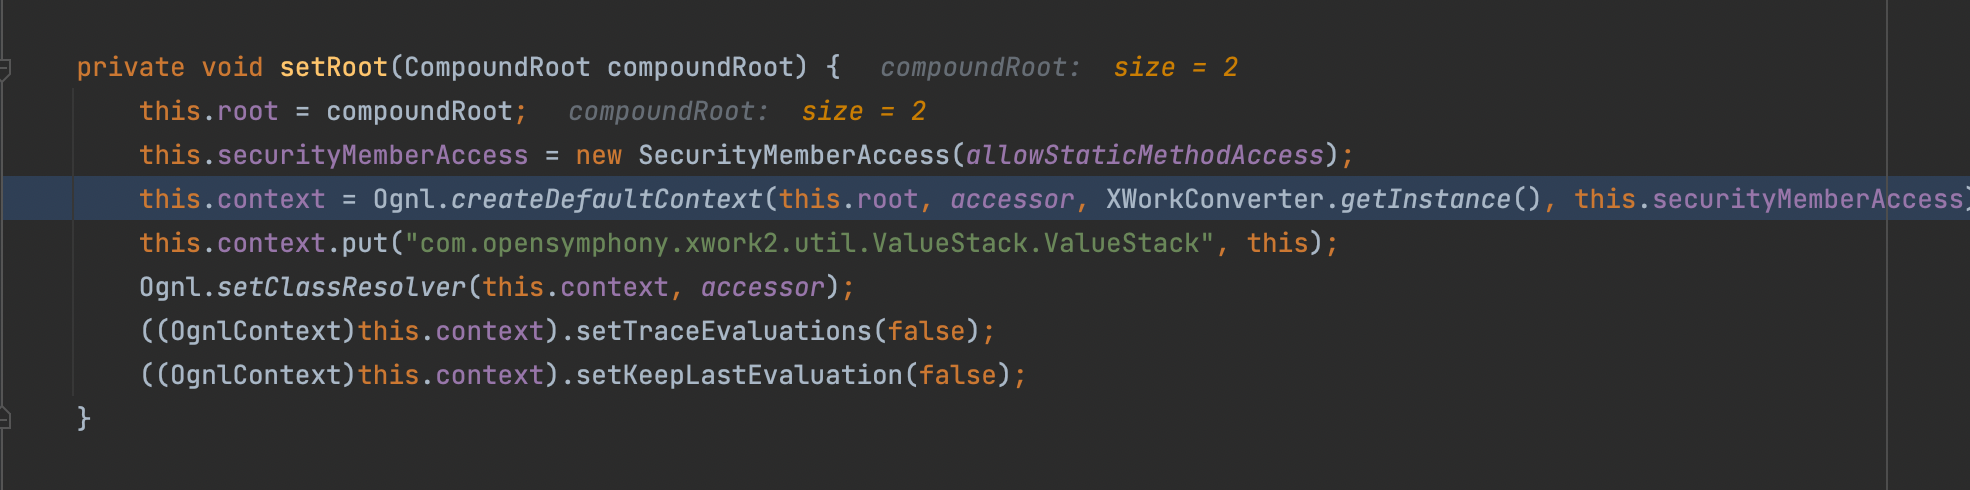 private void setRoot(CompoundRoot compoundRoot) {   compoundRoot:  size = 2
    this.root = compoundRoot;   compoundRoot:  size = 2
    this.securityMemberAccess = new SecurityMemberAccess(allowStaticMethodAccess);
    this.context = Ognl.createDefaultContext(this.root, accessor, XWorkConverter.getInstance(), this.securityMemberAccess)
    this.context.put("com.opensymphony.xwork2.util.ValueStack.ValueStack", this);
    Ognl.setClassResolver(this.context, accessor);
    ((OgnlContext)this.context).setTraceEvaluations(false);
    ((OgnlContext)this.context).setKeepLastEvaluation(false);
}